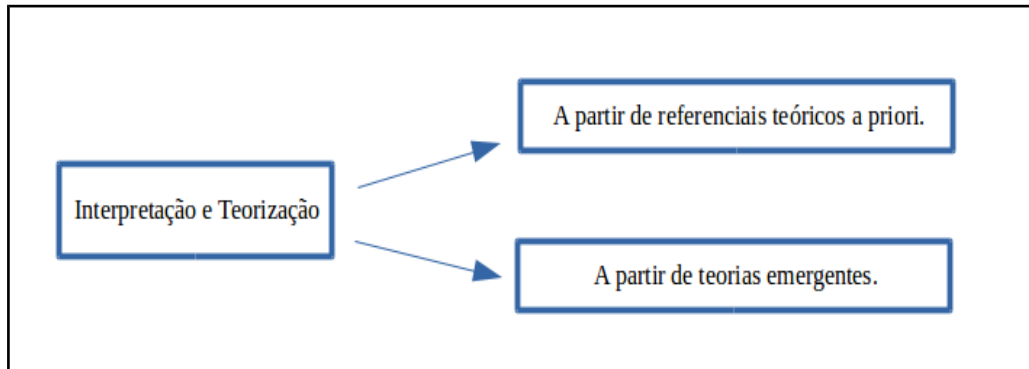 A partir de referenciais teóricos a priori.
Interpretação e Teorização
A partir de teorias emergentes.